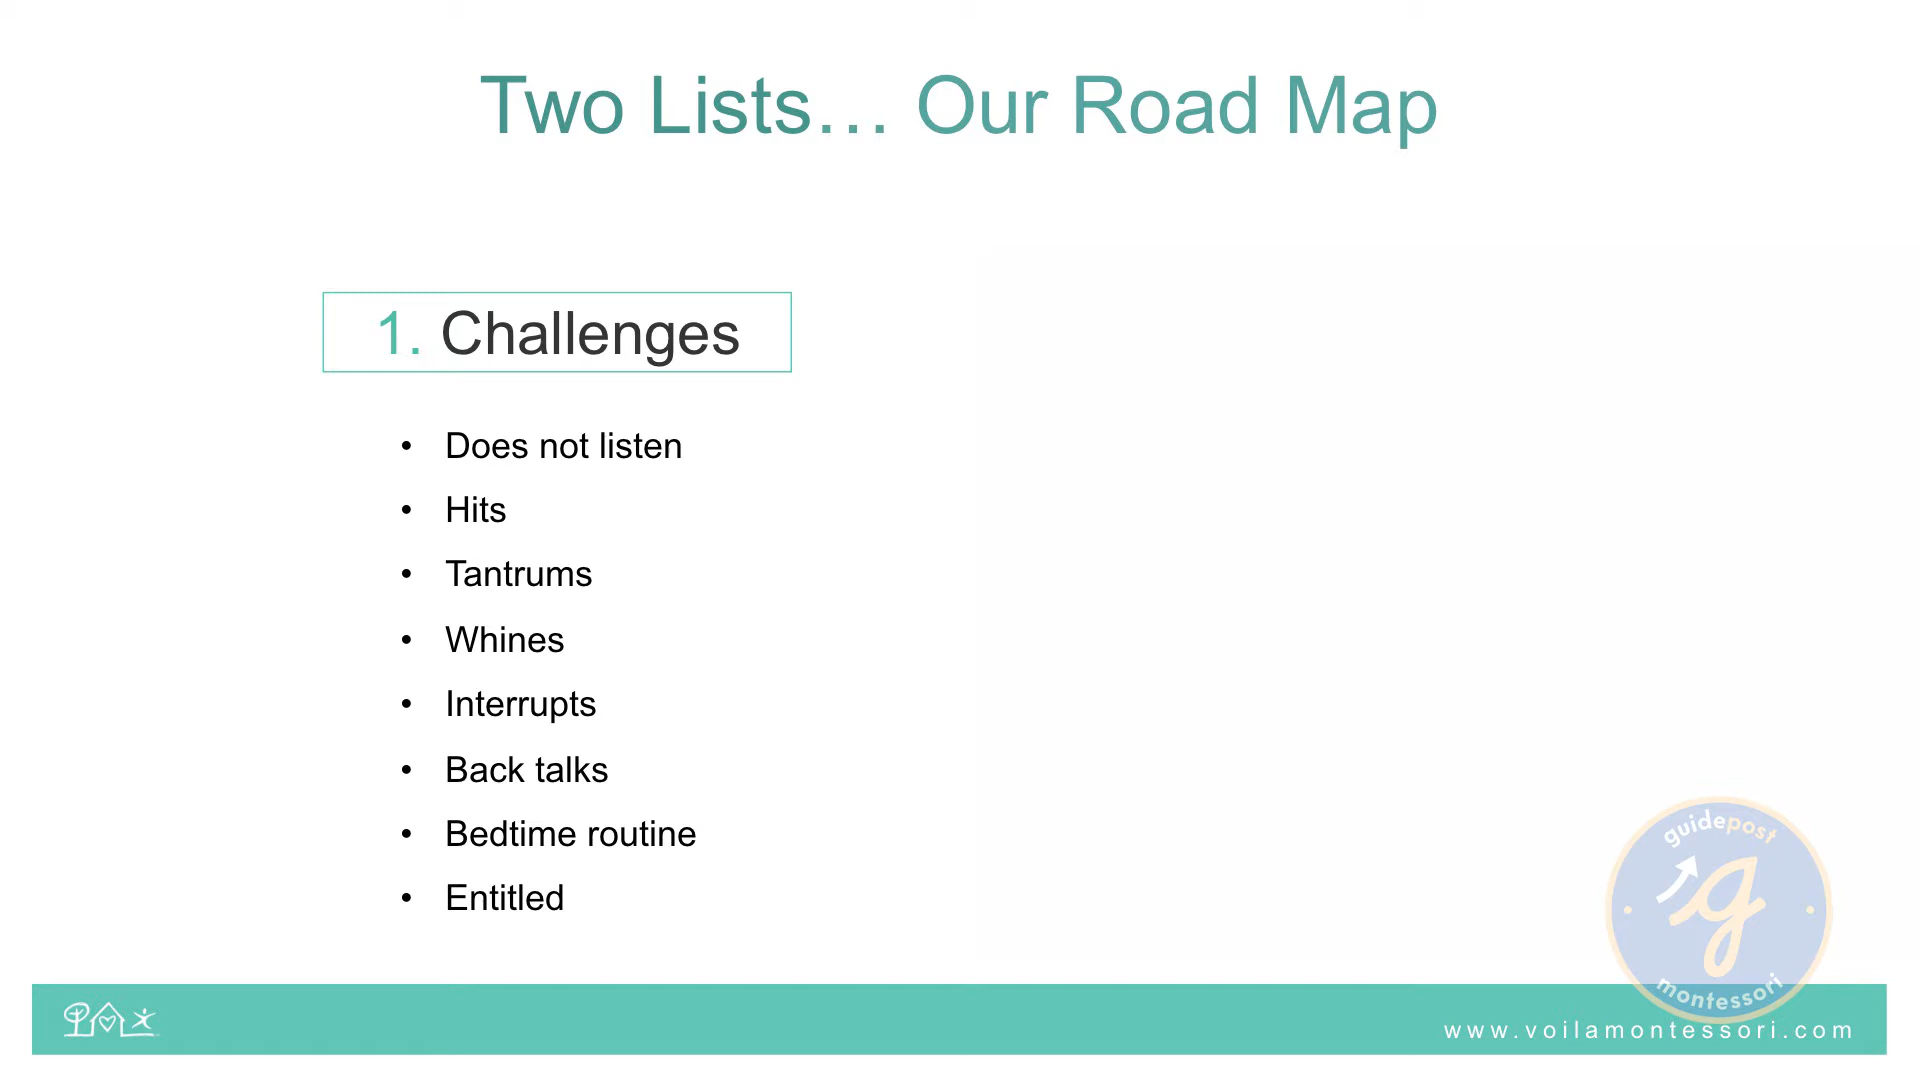 Two Lists… Our Road Map
1. Challenges
• Does not listen
• Hits
• Tantrums
• Whines
• Interrupts
• Back talks
• Bedtime routine
• Entitled
guidepost
g
montessori
www.voilamontessori.com